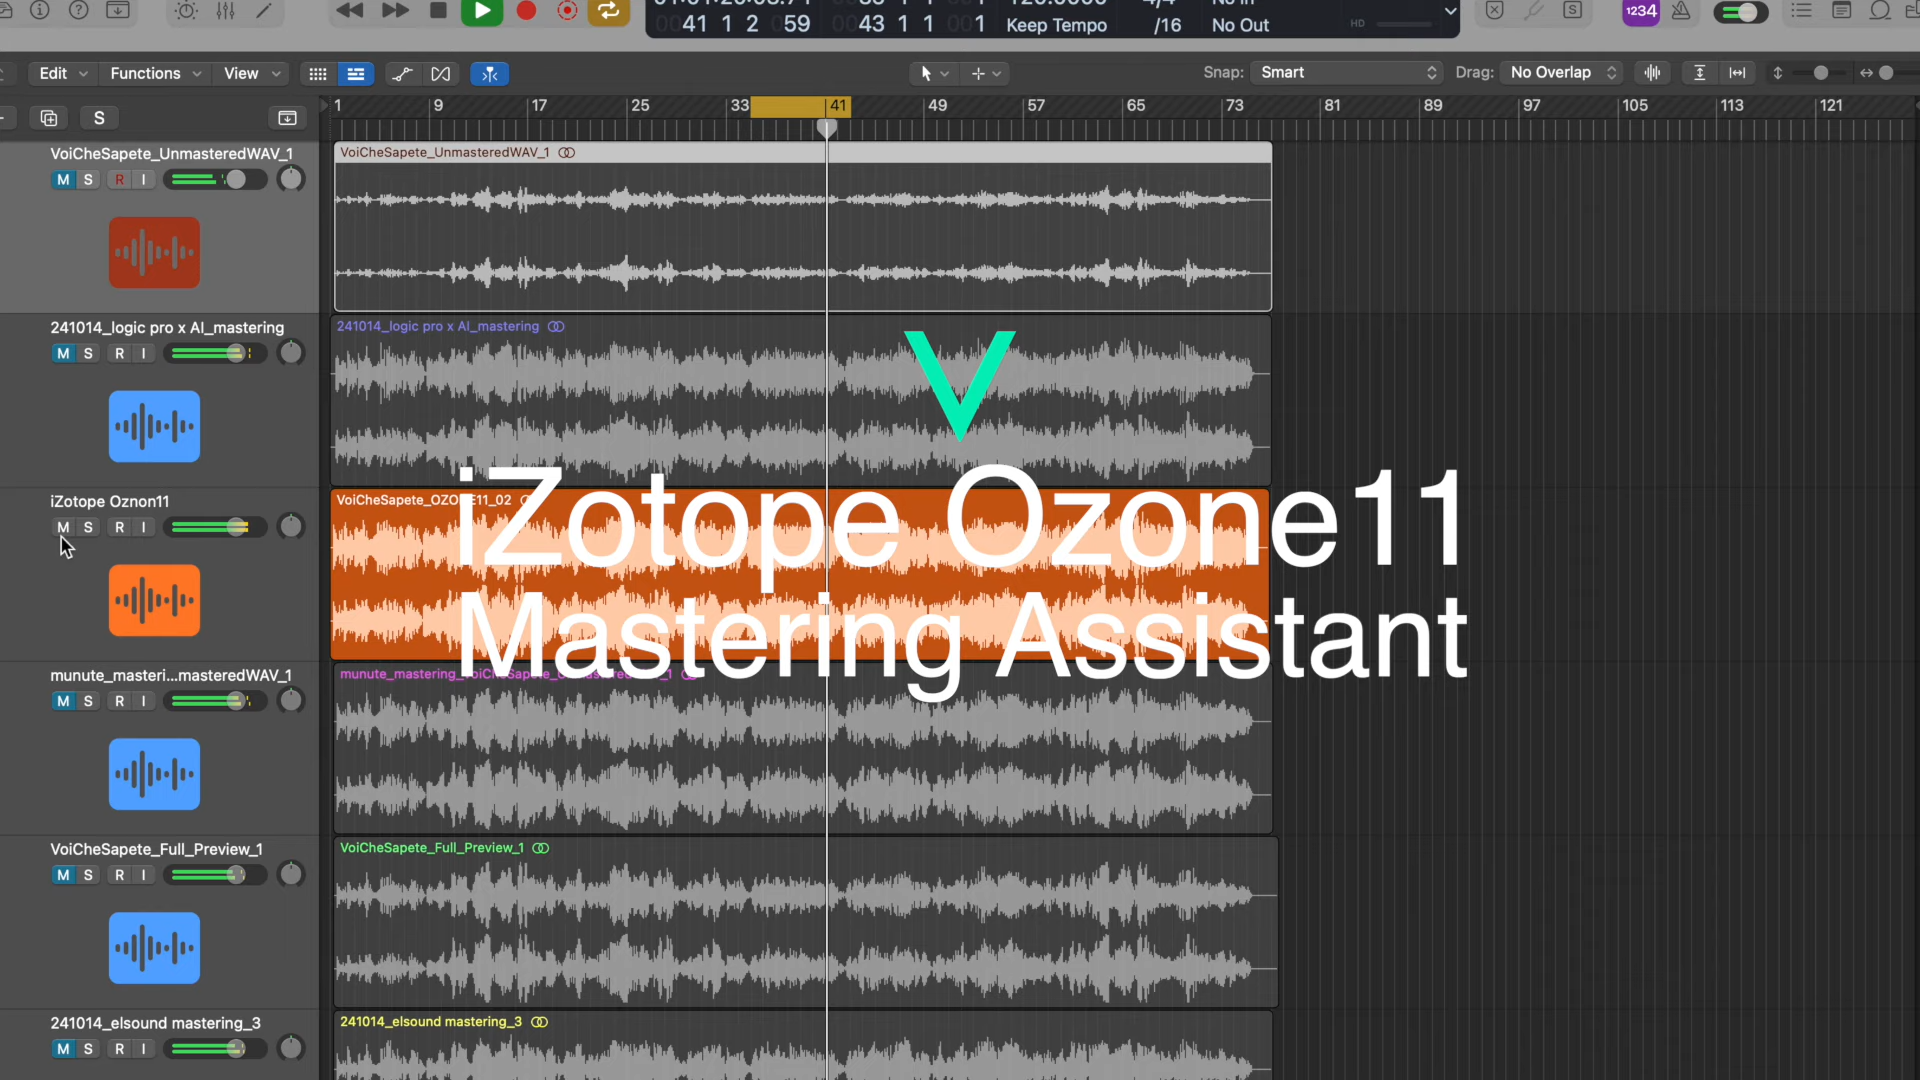 41 1 2 59
43 1 1 1
Keep Tempo
/16
No Out
HD
1234
Edit
Functions
View
Snap: Smart
Drag: No Overlap
S
1 9 17 25 33 41 49 57 65 73 81 89 97 105 113 121
VoiCheSapete_UnmasteredWAV_1
M S R I
VoiCheSapete_UnmasteredWAV_1
241014_logic pro x AI_mastering
M S R I
241014_logic pro x AI_mastering
iZotope Oznon11
M S R I
VoiCheSapete_OZONE11_02
iZotope Ozone11
Mastering Assistant
munute_masteri...masteredWAV_1
M S R I
VoiCheSapete_Full_Preview_1
M S R I
VoiCheSapete_Full_Preview_1
241014_elsound mastering_3
M S R I
241014_elsound mastering_3